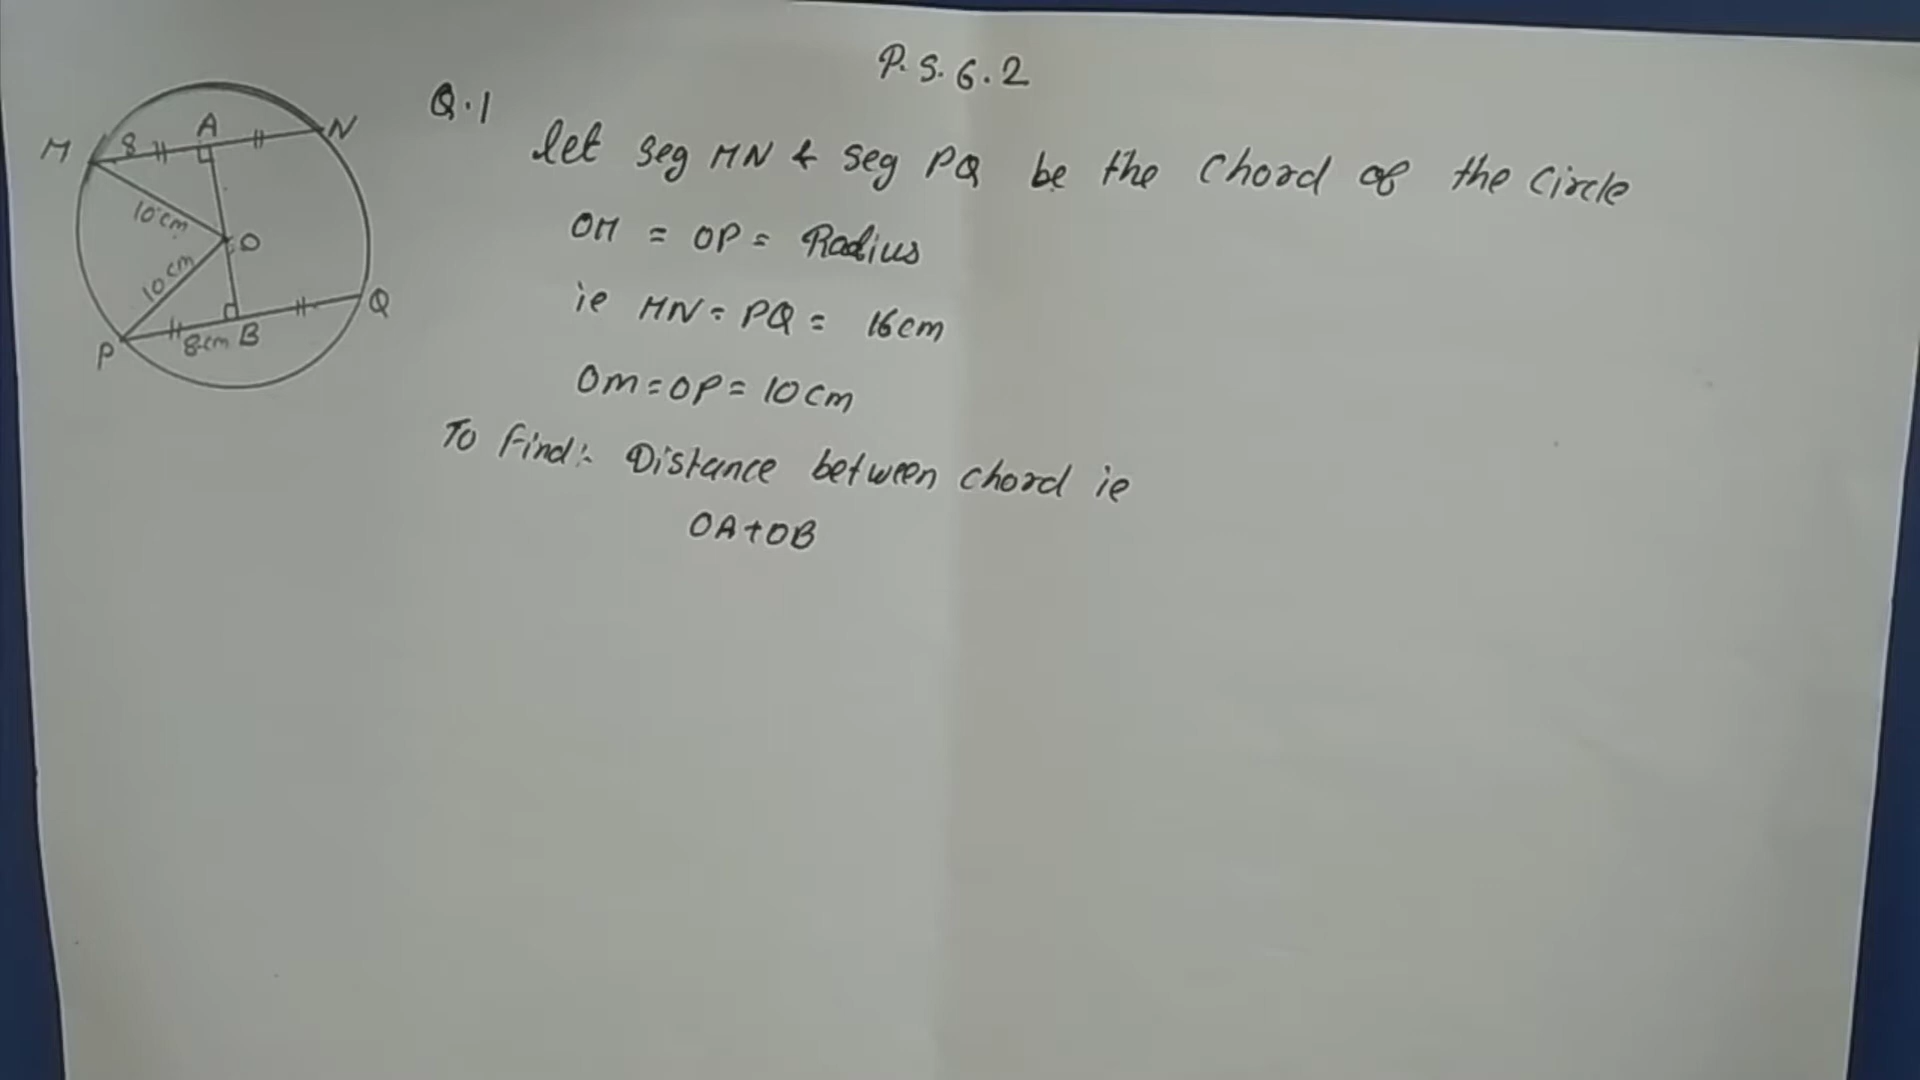 P. S. 6.2
Q.1
let seg MN & seg PQ be the Chord of the Circle
OM = OP = Radius
ie MN = PQ = 16cm
OM = OP = 10cm
To find :- Distance between chord ie
OA+OB
M
8
A
N
10cm
O
10cm
Q
P
8cm
B